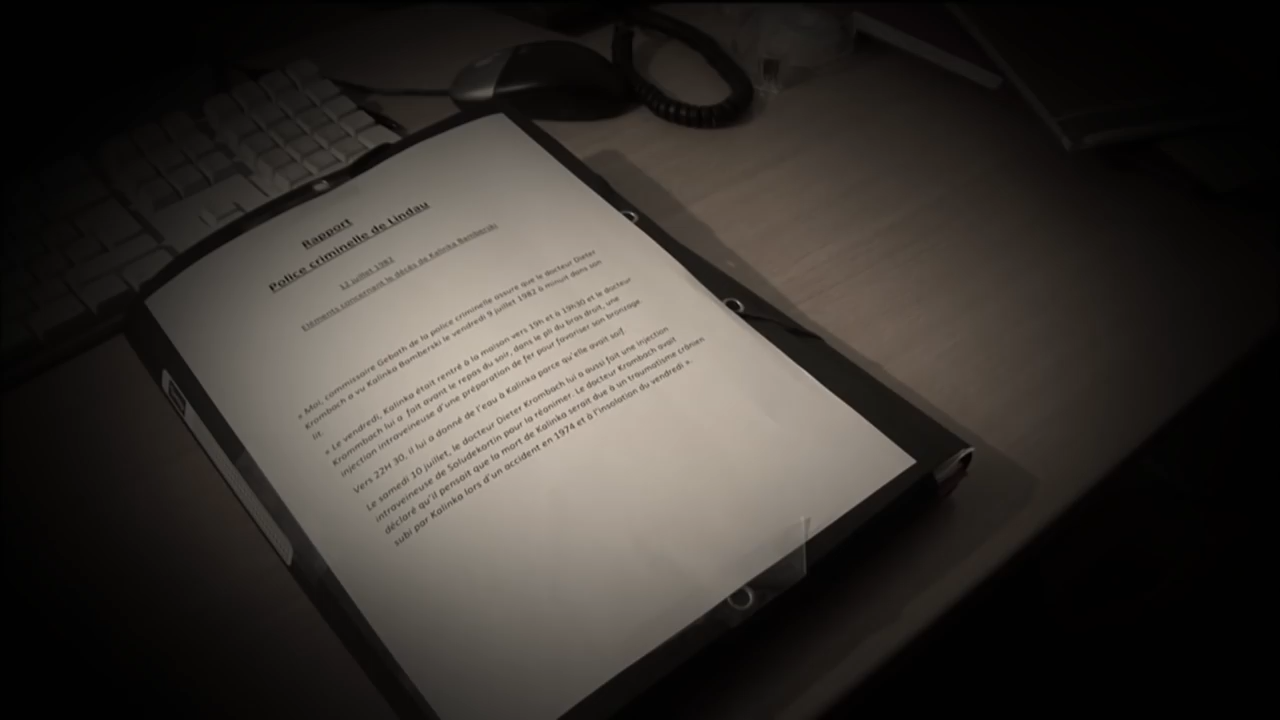 Rapport
Police criminelle de Lindau
12 juillet 1982
Elements concernant le décès de Kalinka Bamberski
« Moi, commissaire Gebath de la police criminelle assure que le docteur Dieter
Krombach a vu Kalinka Bamberski le vendredi 9 juillet 1982 à minuit dans son
lit.
« Le vendredi, Kalinka était rentré à la maison vers 19h et à 19h30 et le docteur
Krommbach lui a fait avant le repas du soir, dans le pli du bras droit, une
injection intraveineuse d'une préparation de fer pour favoriser son bronzage.
Vers 22H 30, il lui a donné de l'eau à Kalinka parce qu'elle avait soif.
Le samedi 10 juillet, le docteur Dieter Krombach lui a aussi fait une injection
intraveineuse de Soludekortin pour la réanimer. Le docteur Krombach avait
déclaré qu'il pensait que la mort de Kalinka serait due à un traumatisme crânien
subi par Kalinka lors d'un accident en 1974 et à l'insolation du vendredi ».